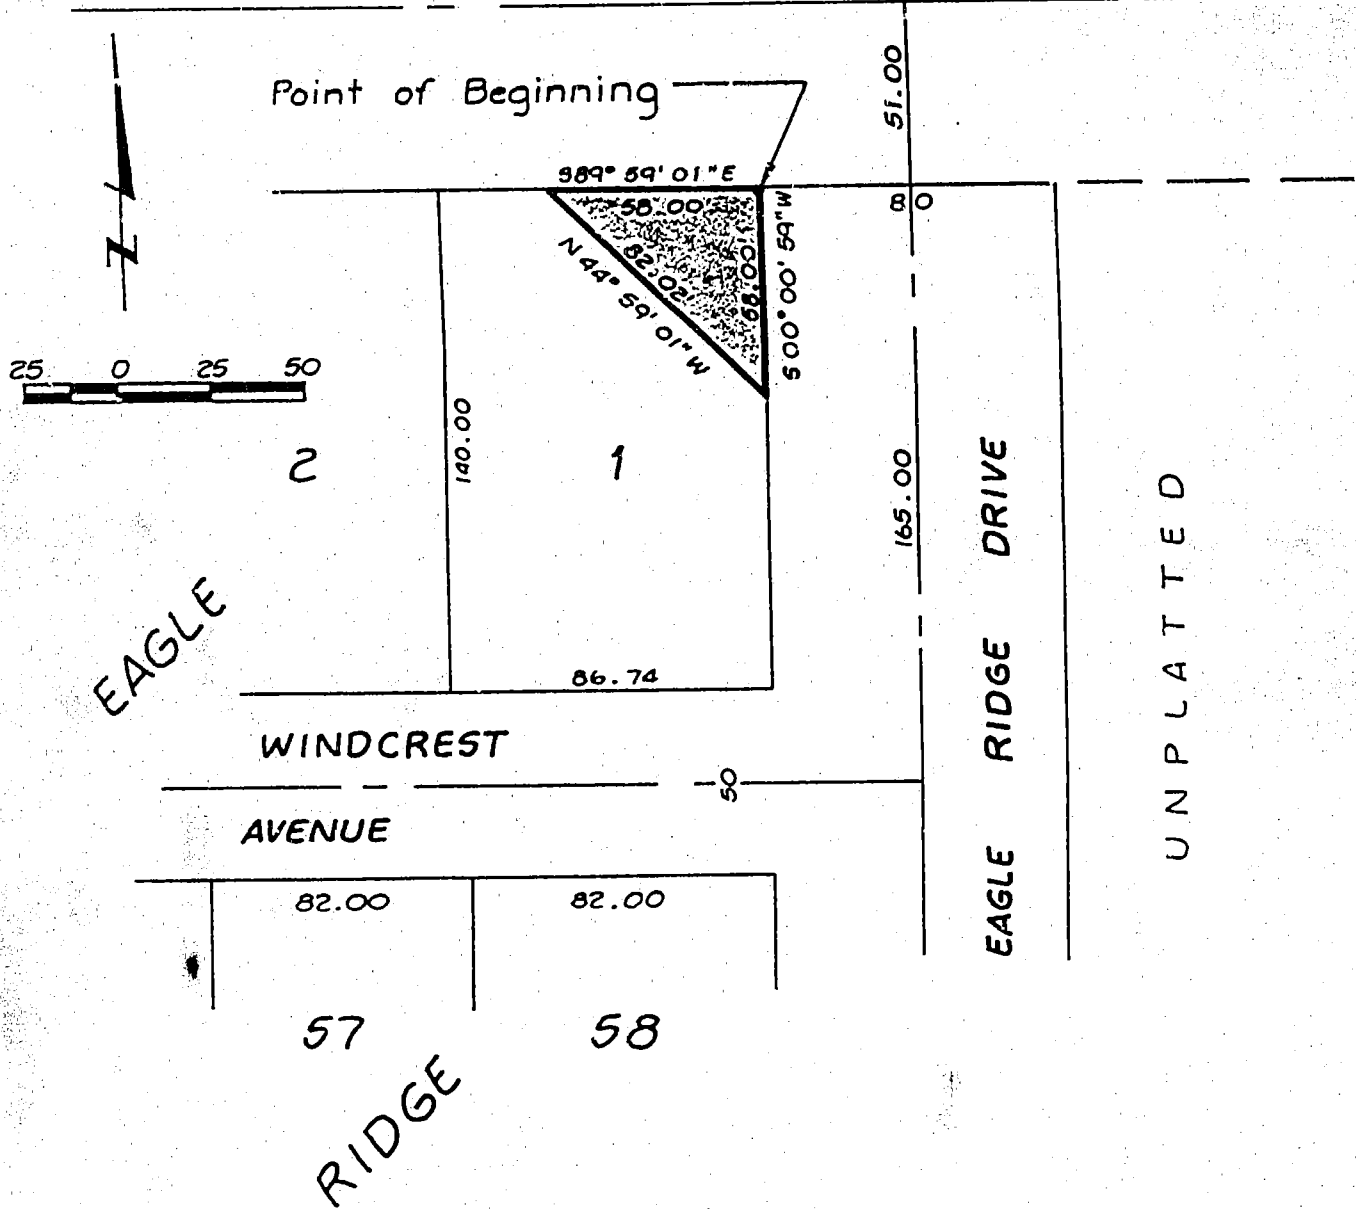 51.00
Point of Beginning
S89° 59' 01" E
58.00
80
N 44° 59' 01" W
82.02'
58.00'
S 00° 00' 59" W
Z
25 0 25 50
2
140.00
1
165.00
EAGLE RIDGE DRIVE
UNPLATTED
EAGLE
86.74
WINDCREST
50
AVENUE
82.00
82.00
57
58
RIDGE